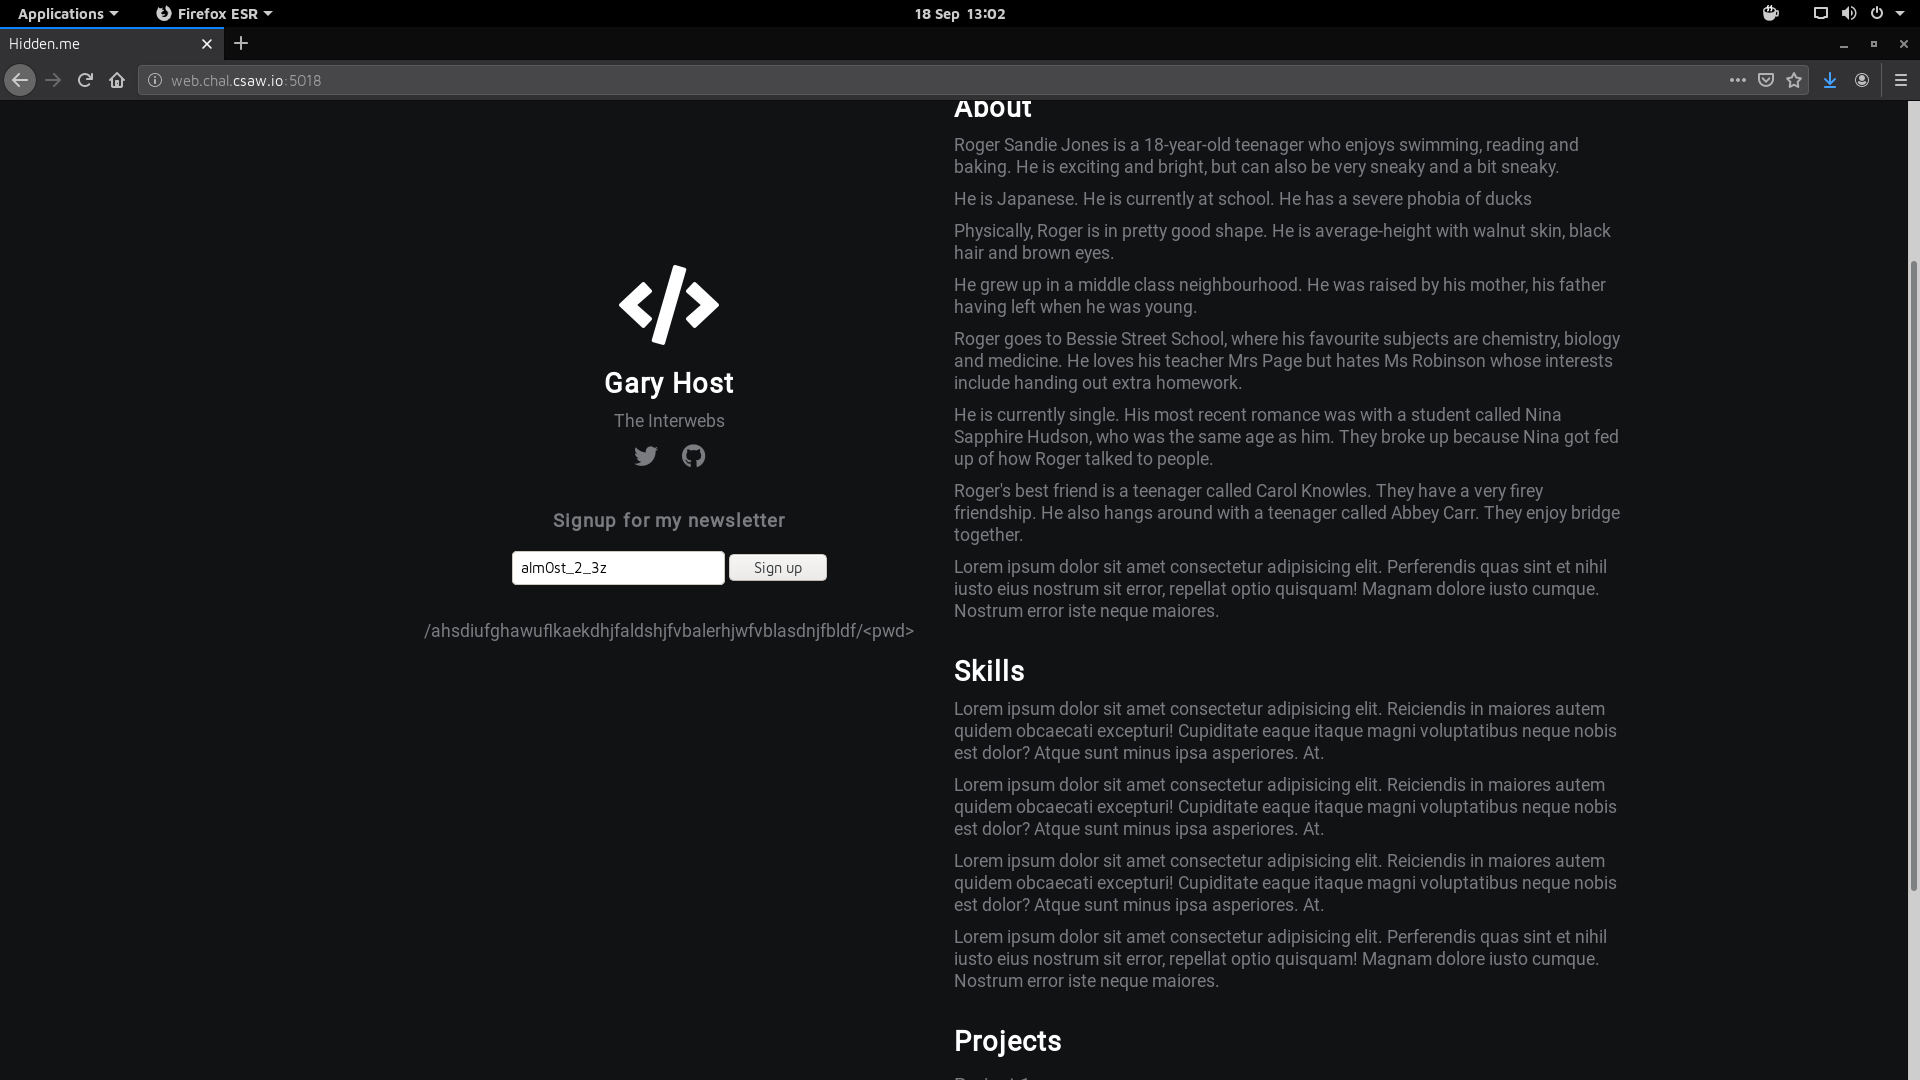 Applications
Firefox ESR
18 Sep 13:02
Hidden.me
web.chal.csaw.io:5018
Gary Host
The Interwebs
Signup for my newsletter
alm0st_2_3z
Sign up
/ahsdiufghawuflkaekdhjfaldshjfvbalerhjwfvblasdnjfbldf/<pwd>
About
Roger Sandie Jones is a 18-year-old teenager who enjoys swimming, reading and
baking. He is exciting and bright, but can also be very sneaky and a bit sneaky.
He is Japanese. He is currently at school. He has a severe phobia of ducks
Physically, Roger is in pretty good shape. He is average-height with walnut skin, black
hair and brown eyes.
He grew up in a middle class neighbourhood. He was raised by his mother, his father
having left when he was young.
Roger goes to Bessie Street School, where his favourite subjects are chemistry, biology
and medicine. He loves his teacher Mrs Page but hates Ms Robinson whose interests
include handing out extra homework.
He is currently single. His most recent romance was with a student called Nina
Sapphire Hudson, who was the same age as him. They broke up because Nina got fed
up of how Roger talked to people.
Roger's best friend is a teenager called Carol Knowles. They have a very firey
friendship. He also hangs around with a teenager called Abbey Carr. They enjoy bridge
together.
Lorem ipsum dolor sit amet consectetur adipisicing elit. Perferendis quas sint et nihil
iusto eius nostrum sit error, repellat optio quisquam! Magnam dolore iusto cumque.
Nostrum error iste neque maiores.
Skills
Lorem ipsum dolor sit amet consectetur adipisicing elit. Reiciendis in maiores autem
quidem obcaecati excepturi! Cupiditate eaque itaque magni voluptatibus neque nobis
est dolor? Atque sunt minus ipsa asperiores. At.
Lorem ipsum dolor sit amet consectetur adipisicing elit. Reiciendis in maiores autem
quidem obcaecati excepturi! Cupiditate eaque itaque magni voluptatibus neque nobis
est dolor? Atque sunt minus ipsa asperiores. At.
Lorem ipsum dolor sit amet consectetur adipisicing elit. Reiciendis in maiores autem
quidem obcaecati excepturi! Cupiditate eaque itaque magni voluptatibus neque nobis
est dolor? Atque sunt minus ipsa asperiores. At.
Lorem ipsum dolor sit amet consectetur adipisicing elit. Perferendis quas sint et nihil
iusto eius nostrum sit error, repellat optio quisquam! Magnam dolore iusto cumque.
Nostrum error iste neque maiores.
Projects